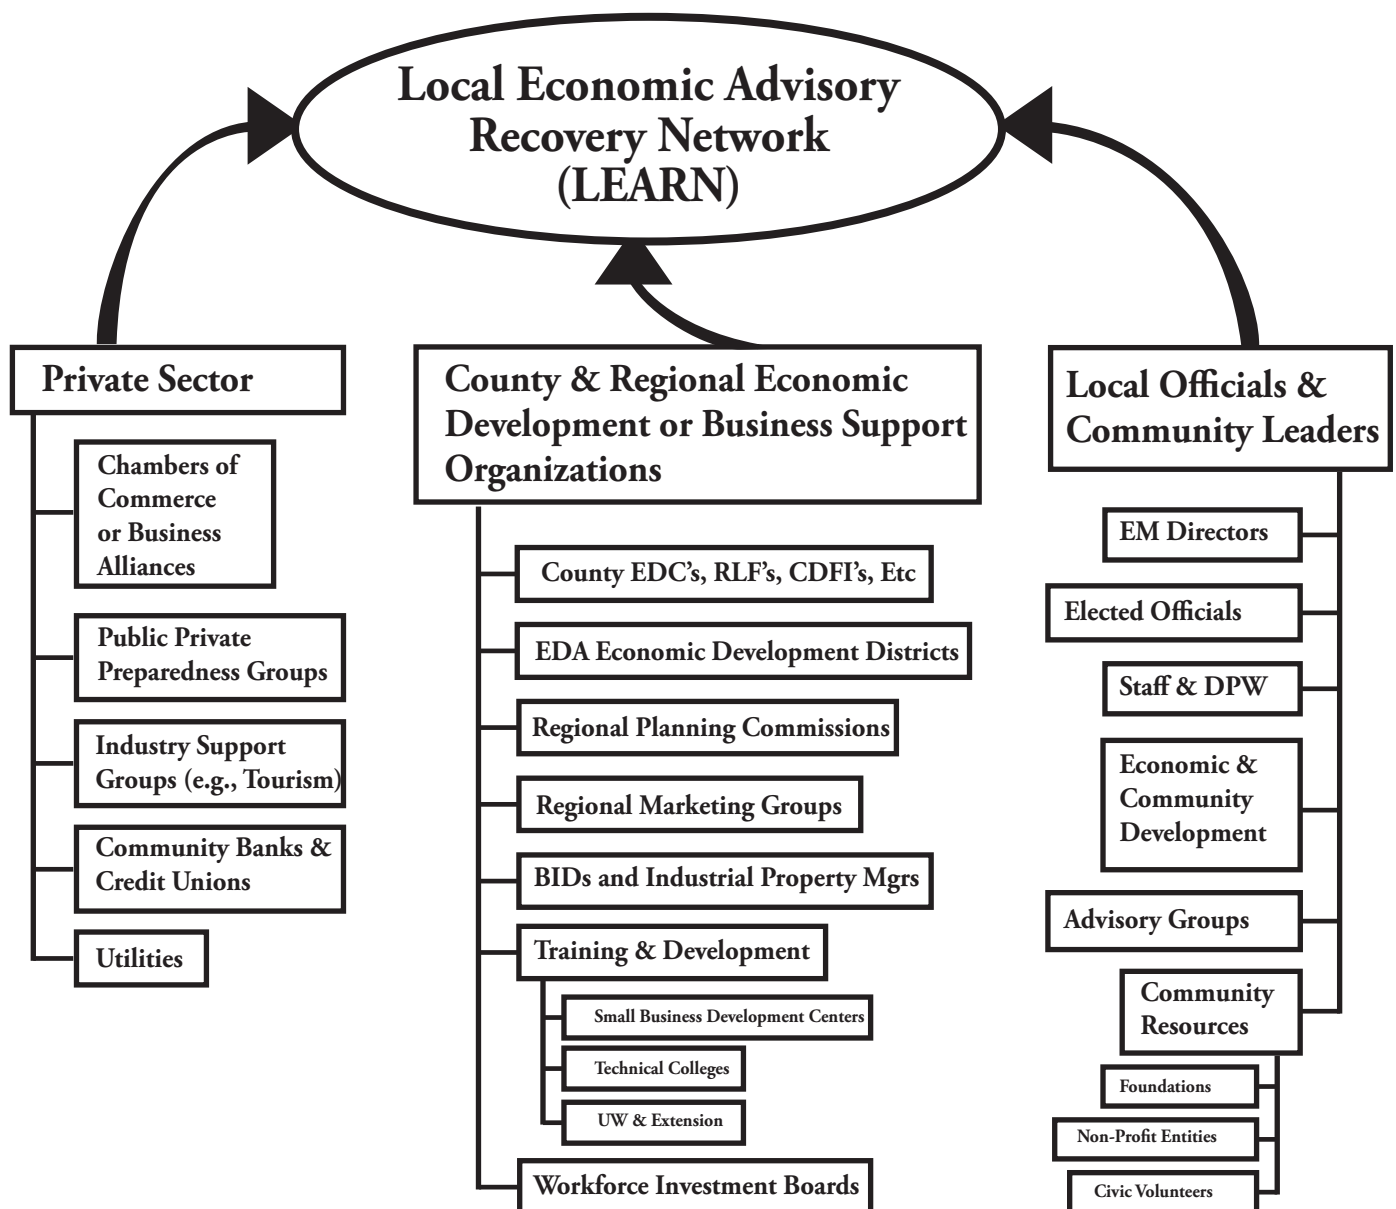 Local Economic Advisory
Recovery Network
(LEARN)
Private Sector
Chambers of
Commerce
or Business
Alliances
Public Private
Preparedness Groups
Industry Support
Groups (e.g., Tourism)
Community Banks &
Credit Unions
Utilities
County & Regional Economic
Development or Business Support
Organizations
County EDC's, RLF's, CDFI's, Etc
EDA Economic Development Districts
Regional Planning Commissions
Regional Marketing Groups
BIDs and Industrial Property Mgrs
Training & Development
Small Business Development Centers
Technical Colleges
UW & Extension
Workforce Investment Boards
Local Officials &
Community Leaders
EM Directors
Elected Officials
Staff & DPW
Economic &
Community
Development
Advisory Groups
Community
Resources
Foundations
Non-Profit Entities
Civic Volunteers